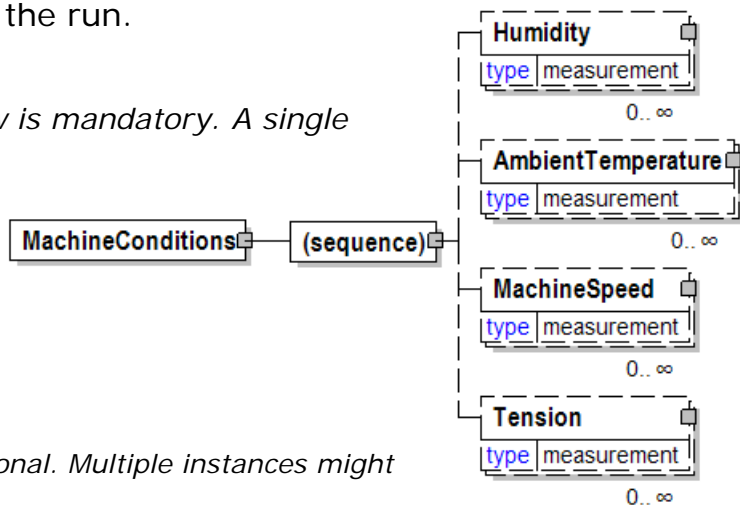 the run.
Humidity
type measurement
0.. ∞
is mandatory. A single
AmbientTemperature
type measurement
0.. ∞
MachineConditions
(sequence)
MachineSpeed
type measurement
0.. ∞
Tension
onal. Multiple instances might
type measurement
0.. ∞